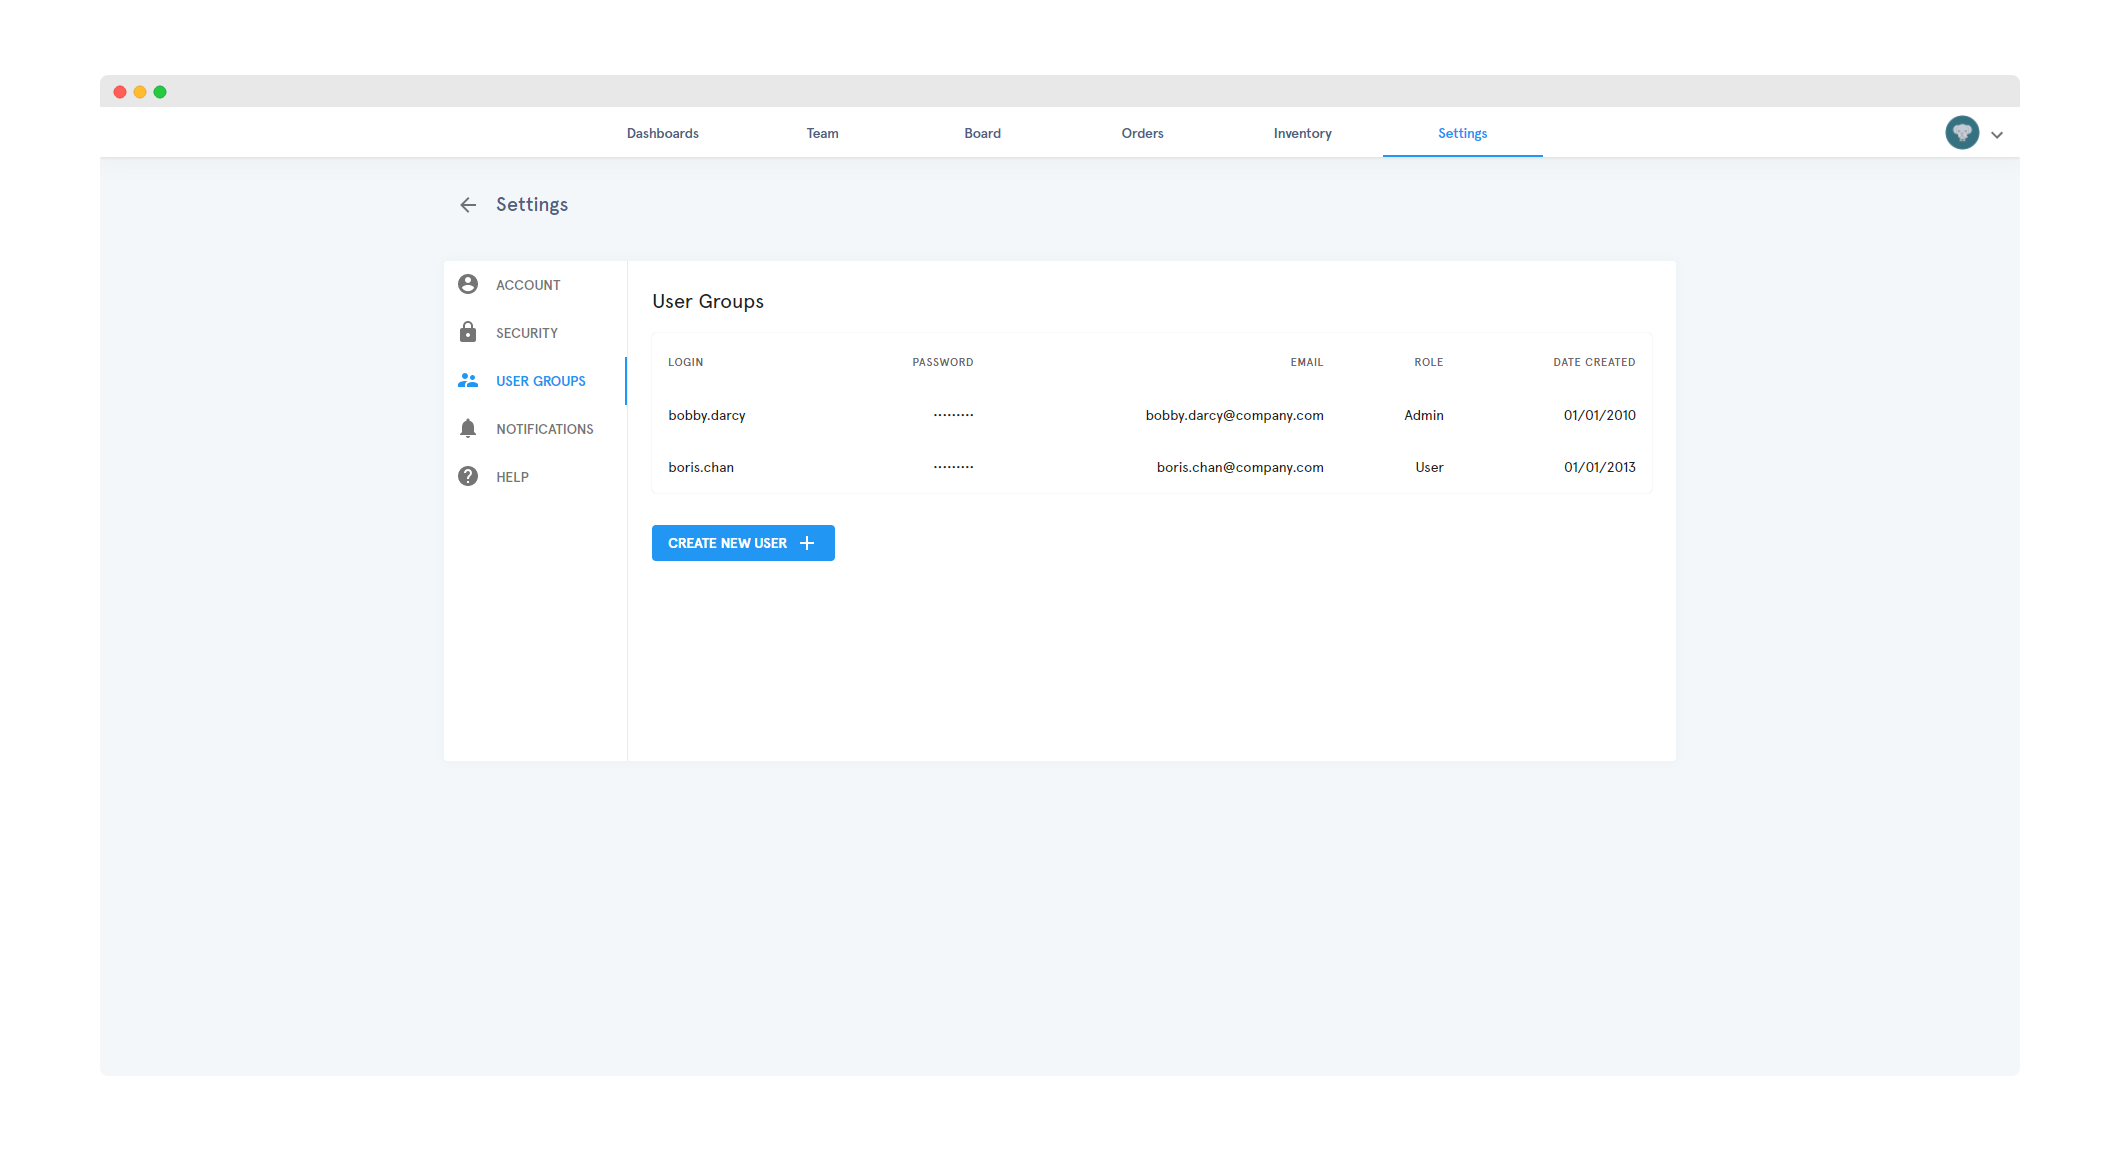 Dashboards Team Board Orders Inventory Settings
Settings
ACCOUNT
SECURITY
USER GROUPS
NOTIFICATIONS
HELP
User Groups
LOGIN PASSWORD EMAIL ROLE DATE CREATED
bobby.darcy ········· bobby.darcy@company.com Admin 01/01/2010
boris.chan ········· boris.chan@company.com User 01/01/2013
CREATE NEW USER